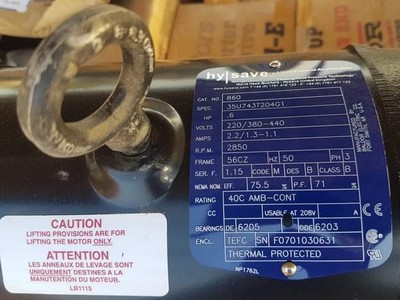 hy save
CAT. NO. 860
SPEC. 35U743T204G1
HP .6
VOLTS 220/380-440
AMPS 2.2/1.3-1.1
R.P.M. 2850
FRAME 56CZ HZ 50 PH 3
SER. F. 1.15 CODE M DES B CLASS B
NEMA NOM. EFF. 75.5 % P.F. 71 %
RATING 40C AMB-CONT
CC USABLE AT 208V A
BEARINGS DE 6205 ODE 6203
ENCL. TEFC SN F0701030631
THERMAL PROTECTED
NP1762L
CAUTION
LIFTING PROVISIONS ARE FOR
LIFTING THE MOTOR ONLY.
ATTENTION
LES ANNEAUX DE LEVAGE SONT
UNIQUEMENT DESTINES A LA
MANUTENTION DU MOTEUR.
LB1115